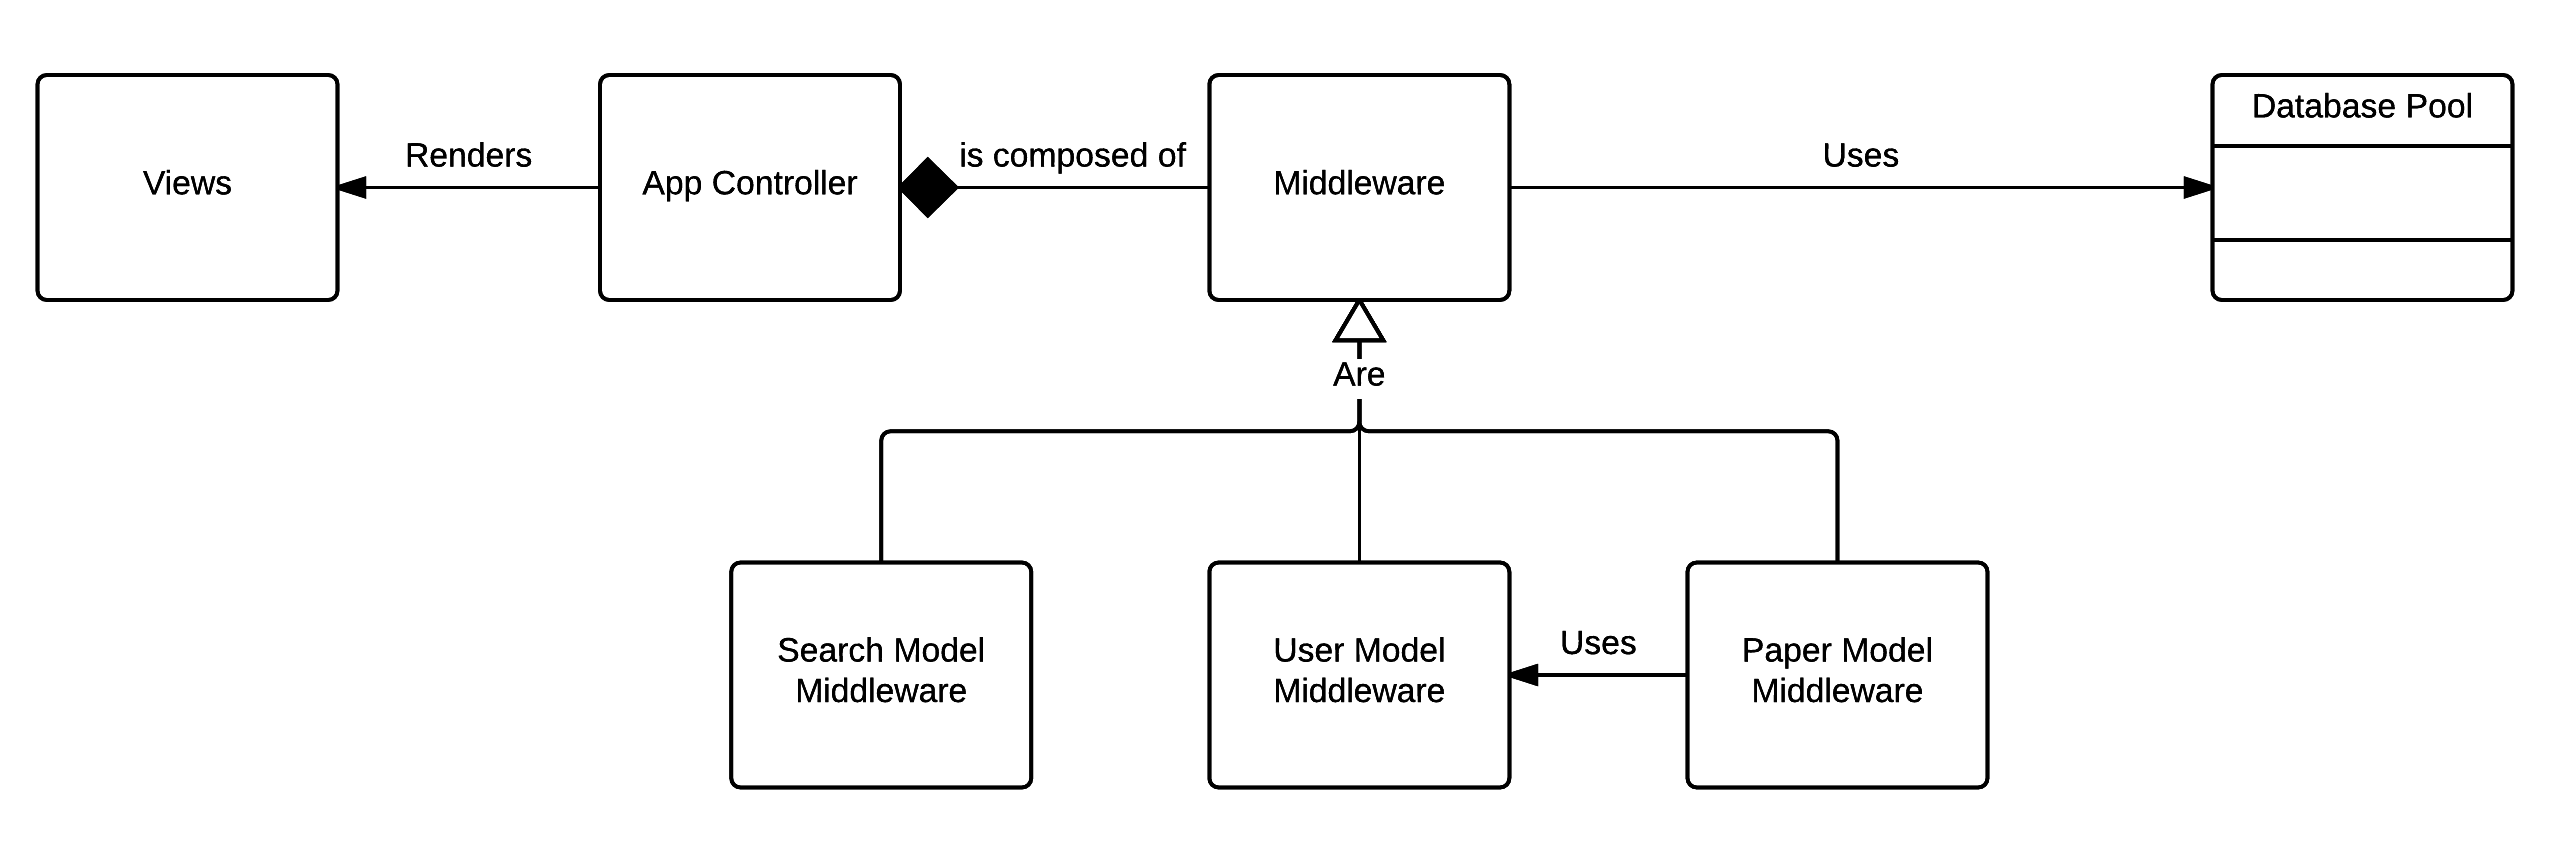 Views
Renders
App Controller
is composed of
Middleware
Uses
Database Pool
Are
Search Model
Middleware
User Model
Middleware
Uses
Paper Model
Middleware